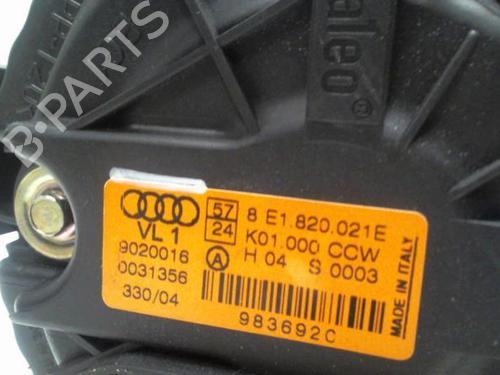 aleo
B-PARTS
VL 1
9020016
0031356
330/04
57
24
A
8 E1.820.021E
K01.000 CCW
H 04 S 0003
983692C
MADE IN ITALY